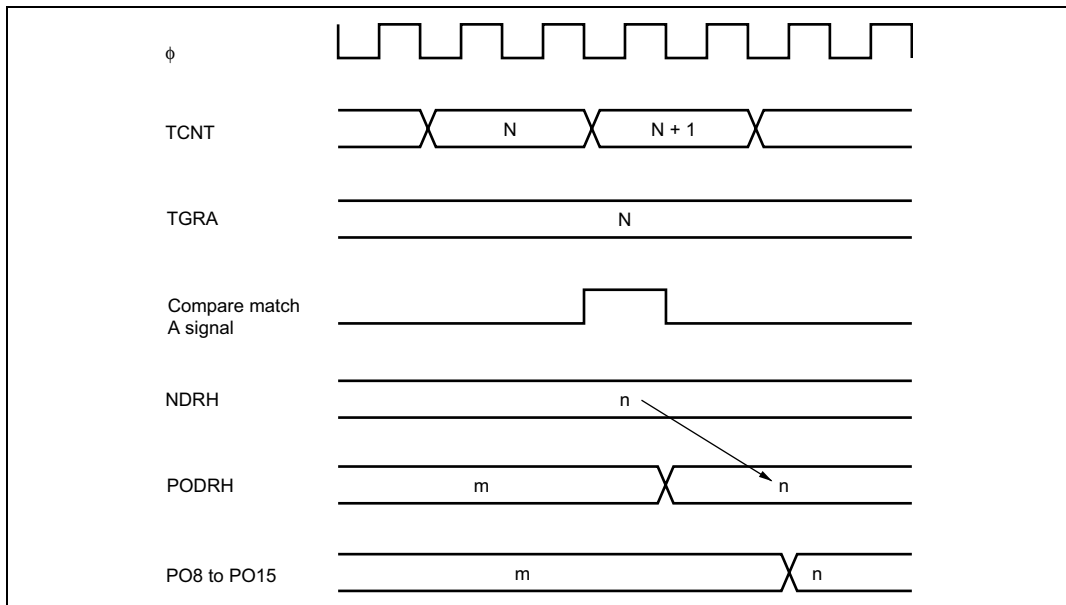 ϕ
TCNT
N
N + 1
TGRA
N
Compare match
A signal
NDRH
n
PODRH
m
n
PO8 to PO15
m
n